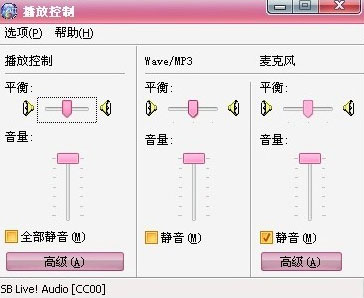 播放控制
选项(P) 帮助(H)
播放控制 Wave/MP3 麦克风
平衡: 平衡: 平衡:
音量: 音量: 音量:
全部静音(M) 静音(M) 静音(M)
高级(A) 高级(A)
SB Live! Audio [CC00]